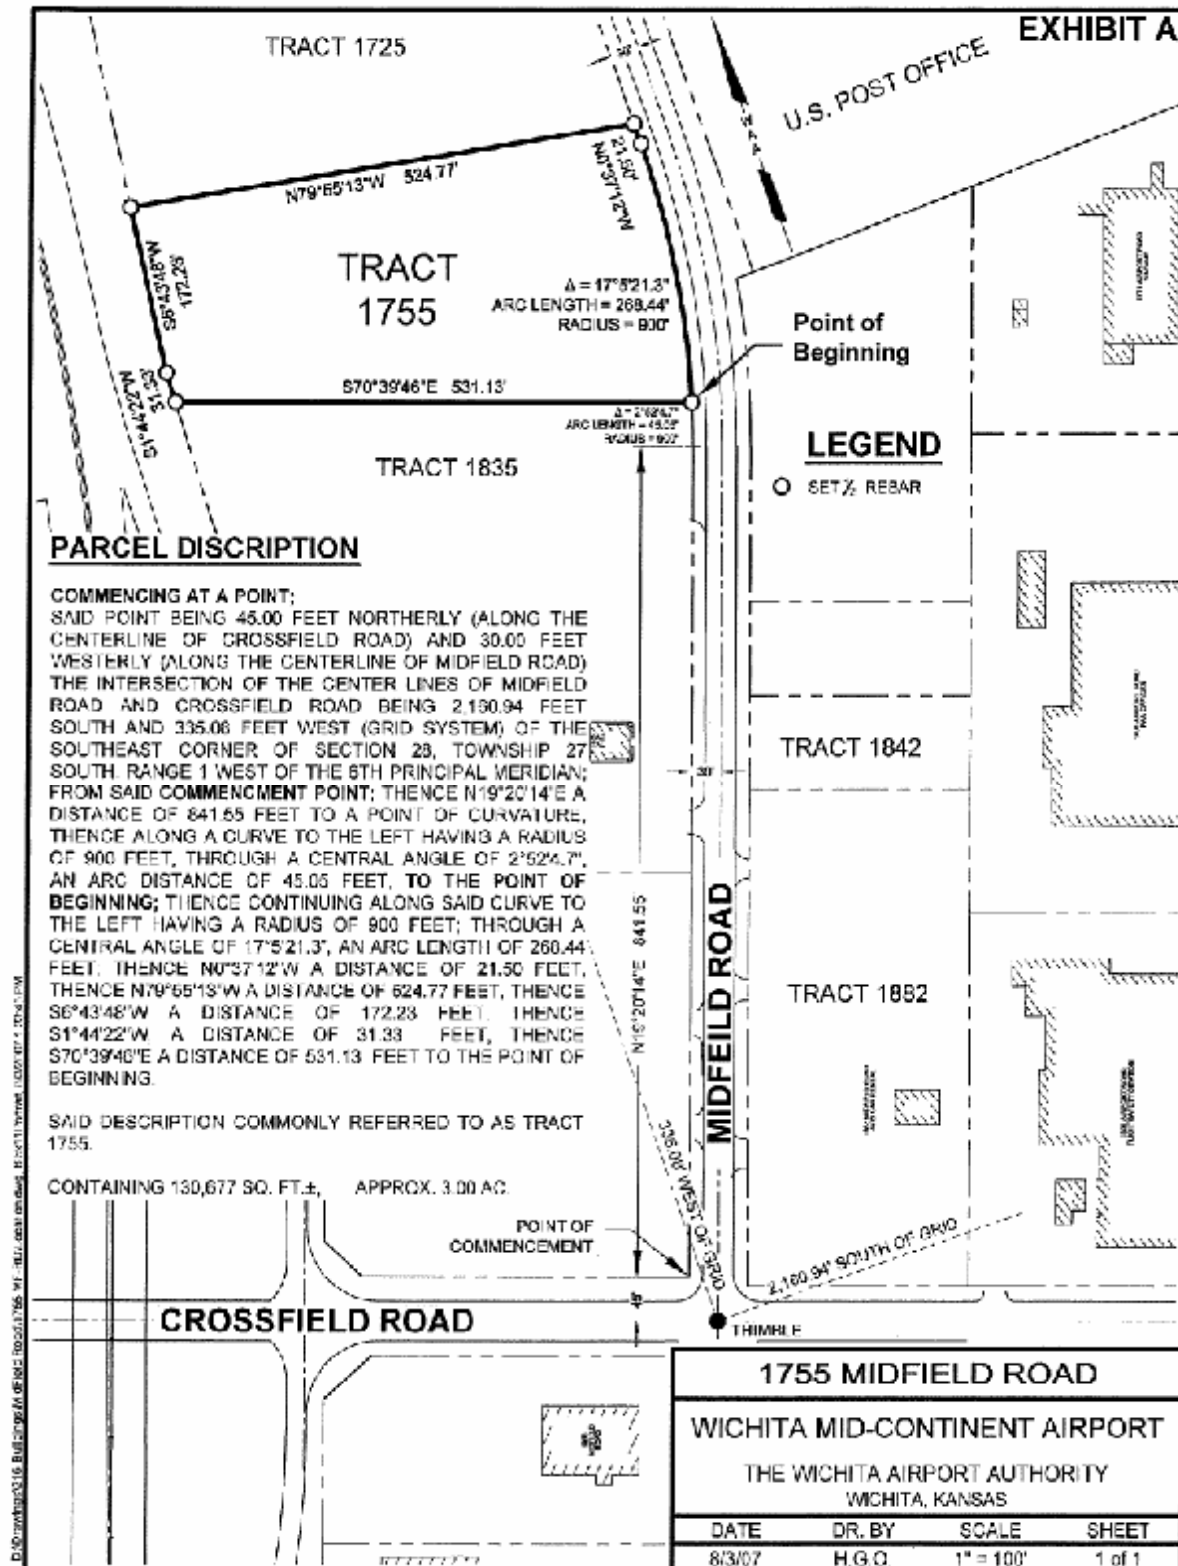 EXHIBIT A
TRACT 1725
U.S. POST OFFICE
N79°55'13"W 524.77'
S6°43'48"W
172.23'
TRACT
1755
Δ = 17°5'21.3"
ARC LENGTH = 268.44'
RADIUS = 900'
Point of
Beginning
S1°44'22"W
31.33'
S70°39'46"E 531.13'
ARC LENGTH = 45.05'
RADIUS = 900'
TRACT 1835
LEGEND
SET ½ REBAR
PARCEL DISCRIPTION
COMMENCING AT A POINT;
SAID POINT BEING 45.00 FEET NORTHERLY (ALONG THE
CENTERLINE OF CROSSFIELD ROAD) AND 30.00 FEET
WESTERLY (ALONG THE CENTERLINE OF MIDFIELD ROAD)
THE INTERSECTION OF THE CENTER LINES OF MIDFIELD
ROAD AND CROSSFIELD ROAD BEING 2,160.94 FEET
SOUTH AND 335.06 FEET WEST (GRID SYSTEM) OF THE
SOUTHEAST CORNER OF SECTION 28, TOWNSHIP 27
SOUTH, RANGE 1 WEST OF THE 6TH PRINCIPAL MERIDIAN;
FROM SAID COMMENCMENT POINT; THENCE N19°20'14"E A
DISTANCE OF 841.55 FEET TO A POINT OF CURVATURE,
THENCE ALONG A CURVE TO THE LEFT HAVING A RADIUS
OF 900 FEET, THROUGH A CENTRAL ANGLE OF 2°52'4.7",
AN ARC DISTANCE OF 45.05 FEET, TO THE POINT OF
BEGINNING; THENCE CONTINUING ALONG SAID CURVE TO
THE LEFT HAVING A RADIUS OF 900 FEET; THROUGH A
CENTRAL ANGLE OF 17°5'21.3", AN ARC LENGTH OF 268.44
FEET; THENCE N0°37'12"W A DISTANCE OF 21.50 FEET,
THENCE N79°55'13"W A DISTANCE OF 524.77 FEET, THENCE
S6°43'48"W A DISTANCE OF 172.23 FEET, THENCE
S1°44'22"W A DISTANCE OF 31.33 FEET, THENCE
S70°39'46"E A DISTANCE OF 531.13 FEET TO THE POINT OF
BEGINNING.
SAID DESCRIPTION COMMONLY REFERRED TO AS TRACT
1755.
CONTAINING 130,677 SQ. FT.±, APPROX. 3.00 AC.
TRACT 1842
30'
N19°20'14"E 841.55'
MIDFEILD ROAD
TRACT 1882
WEST OF GRID
2,160.94' SOUTH OF GRID
POINT OF
COMMENCEMENT
45'
CROSSFIELD ROAD
THIMBLE
1755 MIDFIELD ROAD
WICHITA MID-CONTINENT AIRPORT
THE WICHITA AIRPORT AUTHORITY
WICHITA, KANSAS
DATE DR. BY SCALE SHEET
8/3/07 H.G.O. 1" = 100' 1 of 1